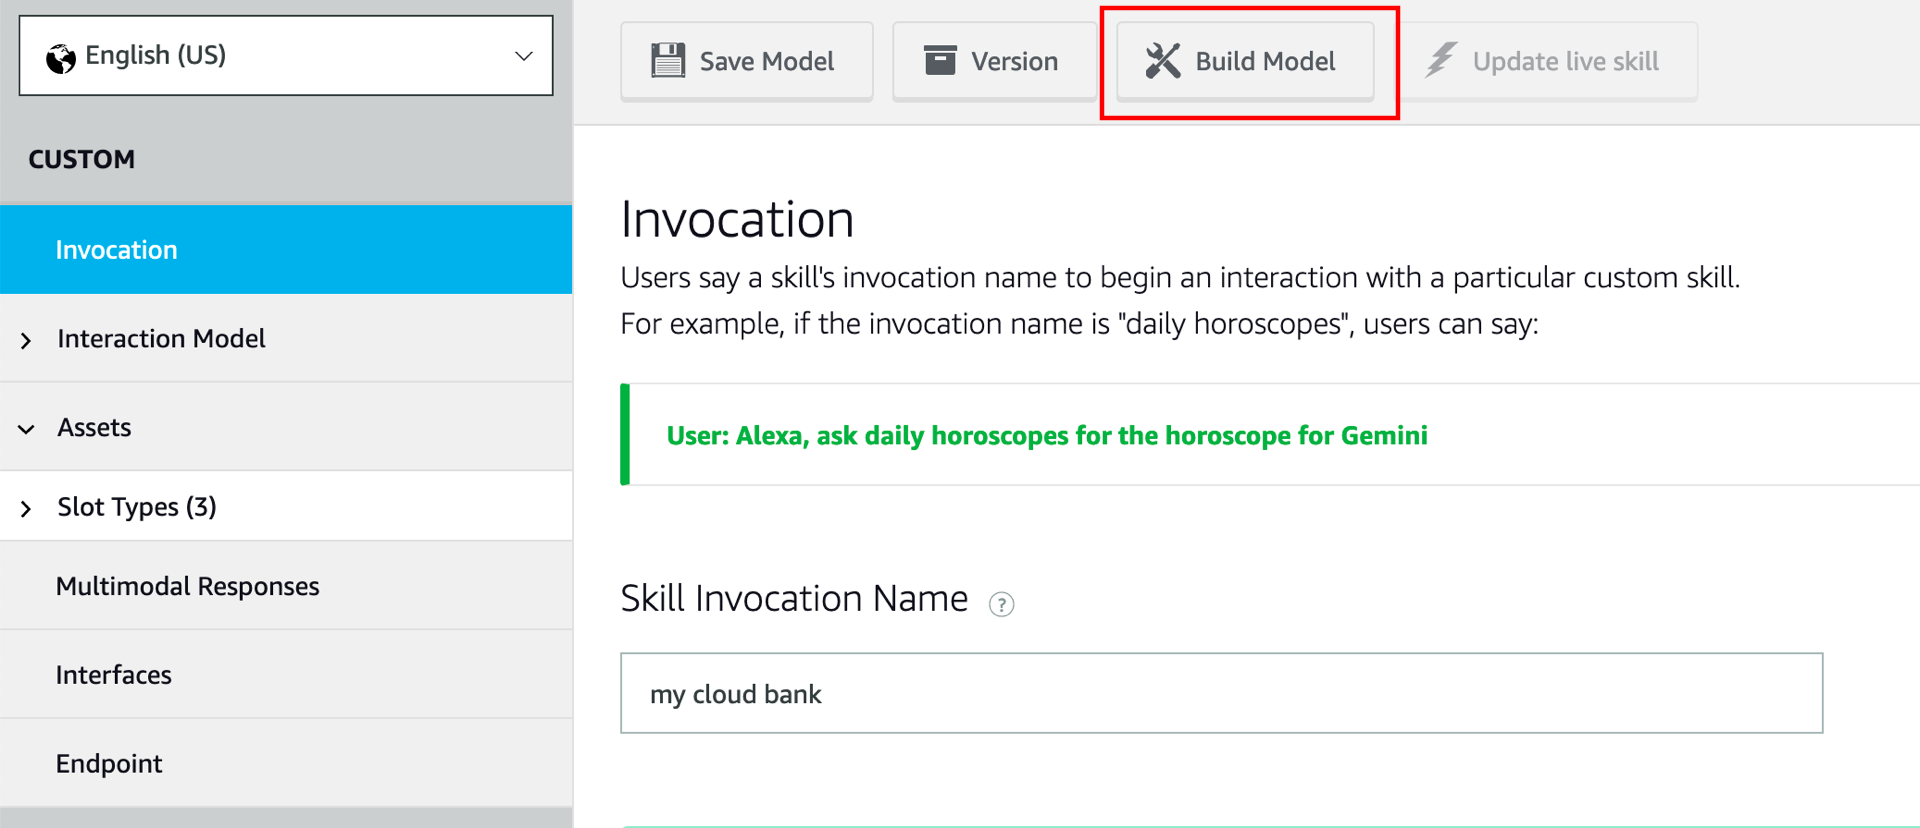 English (US)
CUSTOM
Invocation
Interaction Model
Assets
Slot Types (3)
Multimodal Responses
Interfaces
Endpoint
Save Model
Version
Build Model
Update live skill
Invocation
Users say a skill's invocation name to begin an interaction with a particular custom skill.
For example, if the invocation name is "daily horoscopes", users can say:
User: Alexa, ask daily horoscopes for the horoscope for Gemini
Skill Invocation Name ?
my cloud bank